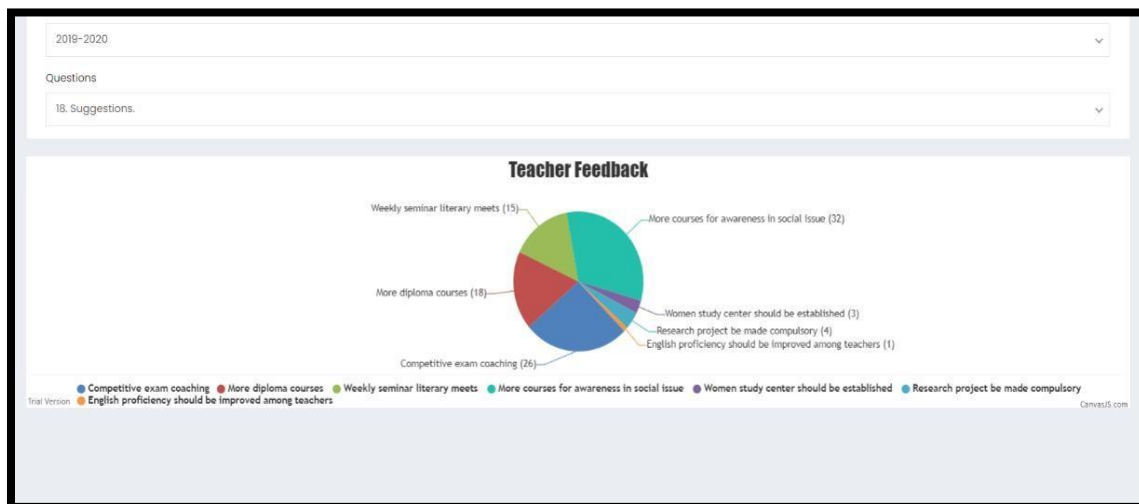 2019-2020
Questions
18. Suggestions.
Teacher Feedback
Weekly seminar literary meets (15)
More courses for awareness in social issue (32)
More diploma courses (18)
Women study center should be established (3)
Research project be made compulsory (4)
English proficiency should be improved among teachers (1)
Competitive exam coaching (26)
Competitive exam coaching More diploma courses Weekly seminar literary meets More courses for awareness in social issue Women study center should be established Research project be made compulsory
English proficiency should be improved among teachers
Trial Version
CanvasJS.com